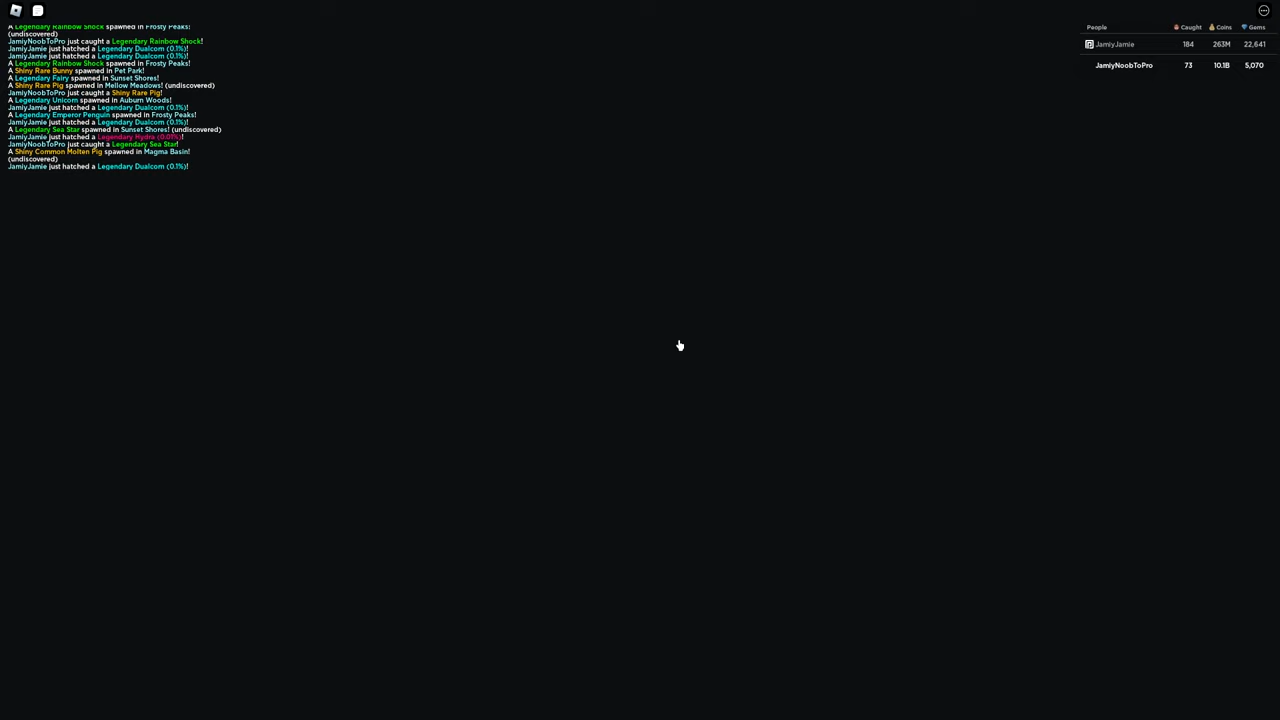 A Legendary Rainbow Shock spawned in Frosty Peaks!
(undiscovered)
JamiyNoobToPro just caught a Legendary Rainbow Shock!
JamiyJamie just hatched a Legendary Dualcorn (0.1%)!
JamiyJamie just hatched a Legendary Dualcorn (0.1%)!
A Legendary Rainbow Shock spawned in Frosty Peaks!
A Shiny Rare Bunny spawned in Pet Park!
A Legendary Fairy spawned in Sunset Shores!
A Shiny Rare Pig spawned in Mellow Meadows! (undiscovered)
JamiyNoobToPro just caught a Shiny Rare Pig!
A Legendary Unicorn spawned in Auburn Woods!
JamiyJamie just hatched a Legendary Dualcorn (0.1%)!
A Legendary Emperor Penguin spawned in Frosty Peaks!
JamiyJamie just hatched a Legendary Dualcorn (0.1%)!
A Legendary Sea Star spawned in Sunset Shores! (undiscovered)
JamiyJamie just hatched a Legendary Hydra (0.01%)!
JamiyNoobToPro just caught a Legendary Sea Star!
A Shiny Common Molten Pig spawned in Magma Basin!
(undiscovered)
JamiyJamie just hatched a Legendary Dualcorn (0.1%)!
People Caught Coins Gems
JamiyJamie 184 263M 22,641
JamiyNoobToPro 73 10.1B 5,070